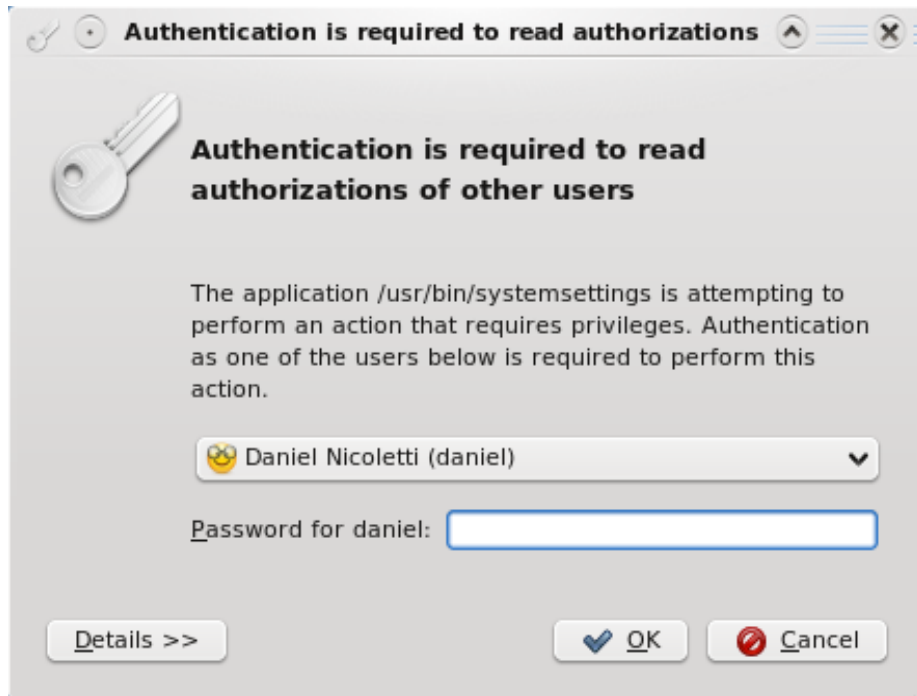 Authentication is required to read authorizations
Authentication is required to read
authorizations of other users
The application /usr/bin/systemsettings is attempting to
perform an action that requires privileges. Authentication
as one of the users below is required to perform this
action.
Daniel Nicoletti (daniel)
Password for daniel:
Details >>
OK
Cancel